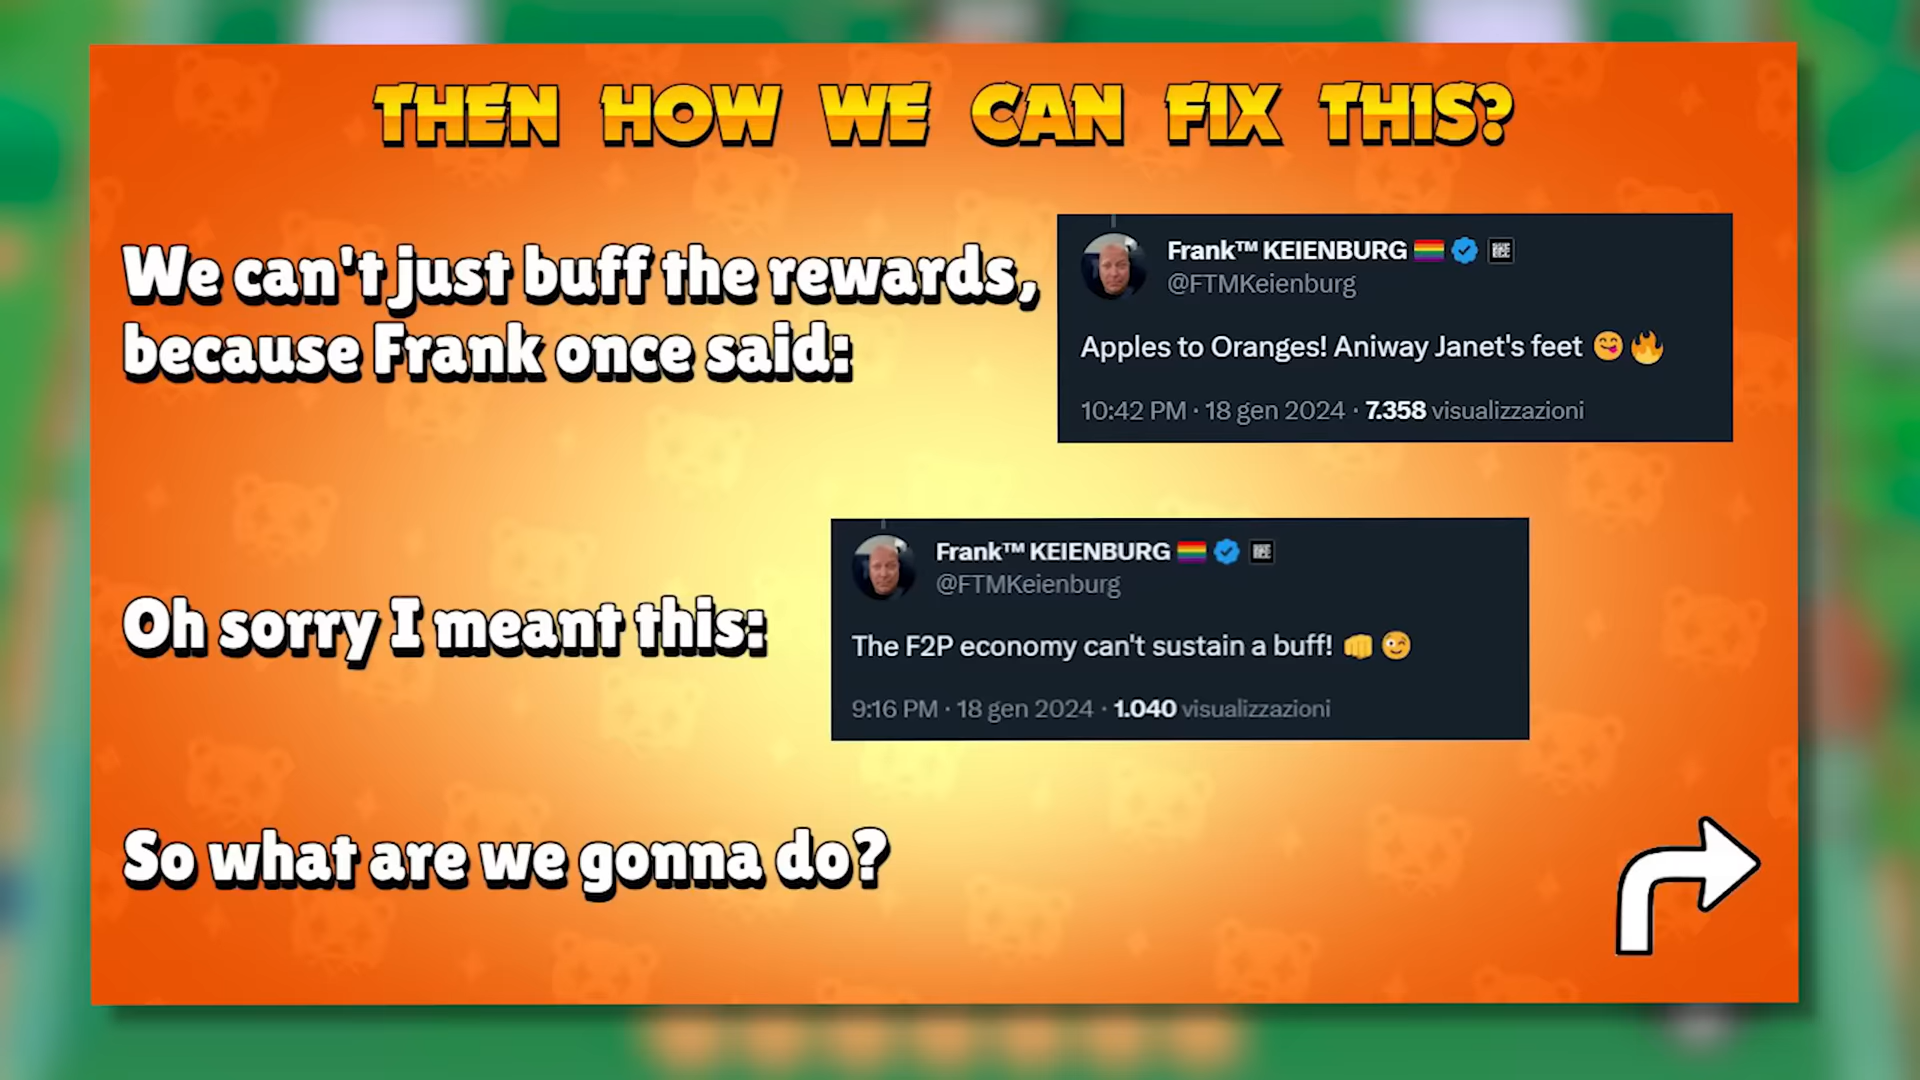 THEN HOW WE CAN FIX THIS?
We can't just buff the rewards,
because Frank once said:
Frank™ KEIENBURG
@FTMKeienburg
Apples to Oranges! Aniway Janet's feet 😋🔥
10:42 PM · 18 gen 2024 · 7.358 visualizzazioni
Oh sorry I meant this:
Frank™ KEIENBURG
@FTMKeienburg
The F2P economy can't sustain a buff! 👊😉
9:16 PM · 18 gen 2024 · 1.040 visualizzazioni
So what are we gonna do?